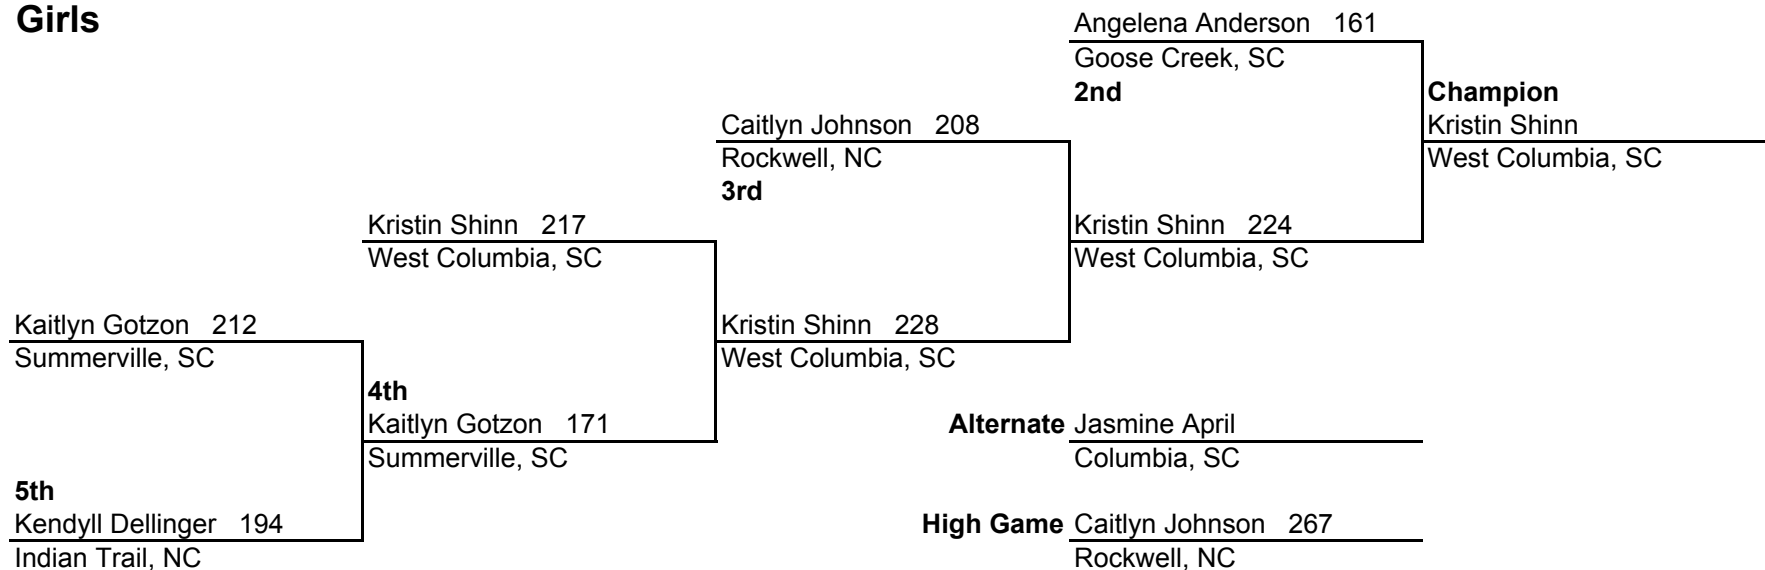 Girls
Angelena Anderson 161
Goose Creek, SC
2nd
Champion
Caitlyn Johnson 208
Kristin Shinn
Rockwell, NC
West Columbia, SC
3rd
Kristin Shinn 217
Kristin Shinn 224
West Columbia, SC
West Columbia, SC
Kaitlyn Gotzon 212
Kristin Shinn 228
Summerville, SC
West Columbia, SC
4th
Kaitlyn Gotzon 171
Alternate Jasmine April
Summerville, SC
Columbia, SC
5th
Kendyll Dellinger 194
High Game Caitlyn Johnson 267
Indian Trail, NC
Rockwell, NC